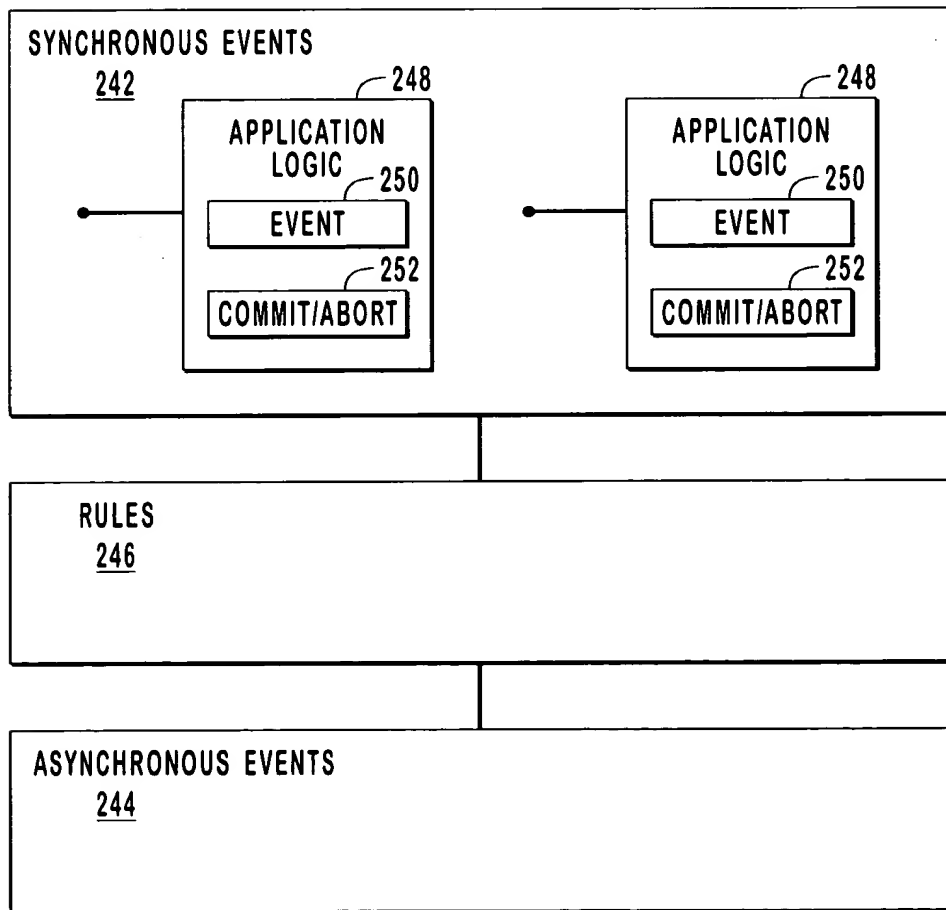 SYNCHRONOUS EVENTS
242
248
APPLICATION
LOGIC
250
EVENT
252
COMMIT/ABORT
248
APPLICATION
LOGIC
250
EVENT
252
COMMIT/ABORT
RULES
246
ASYNCHRONOUS EVENTS
244